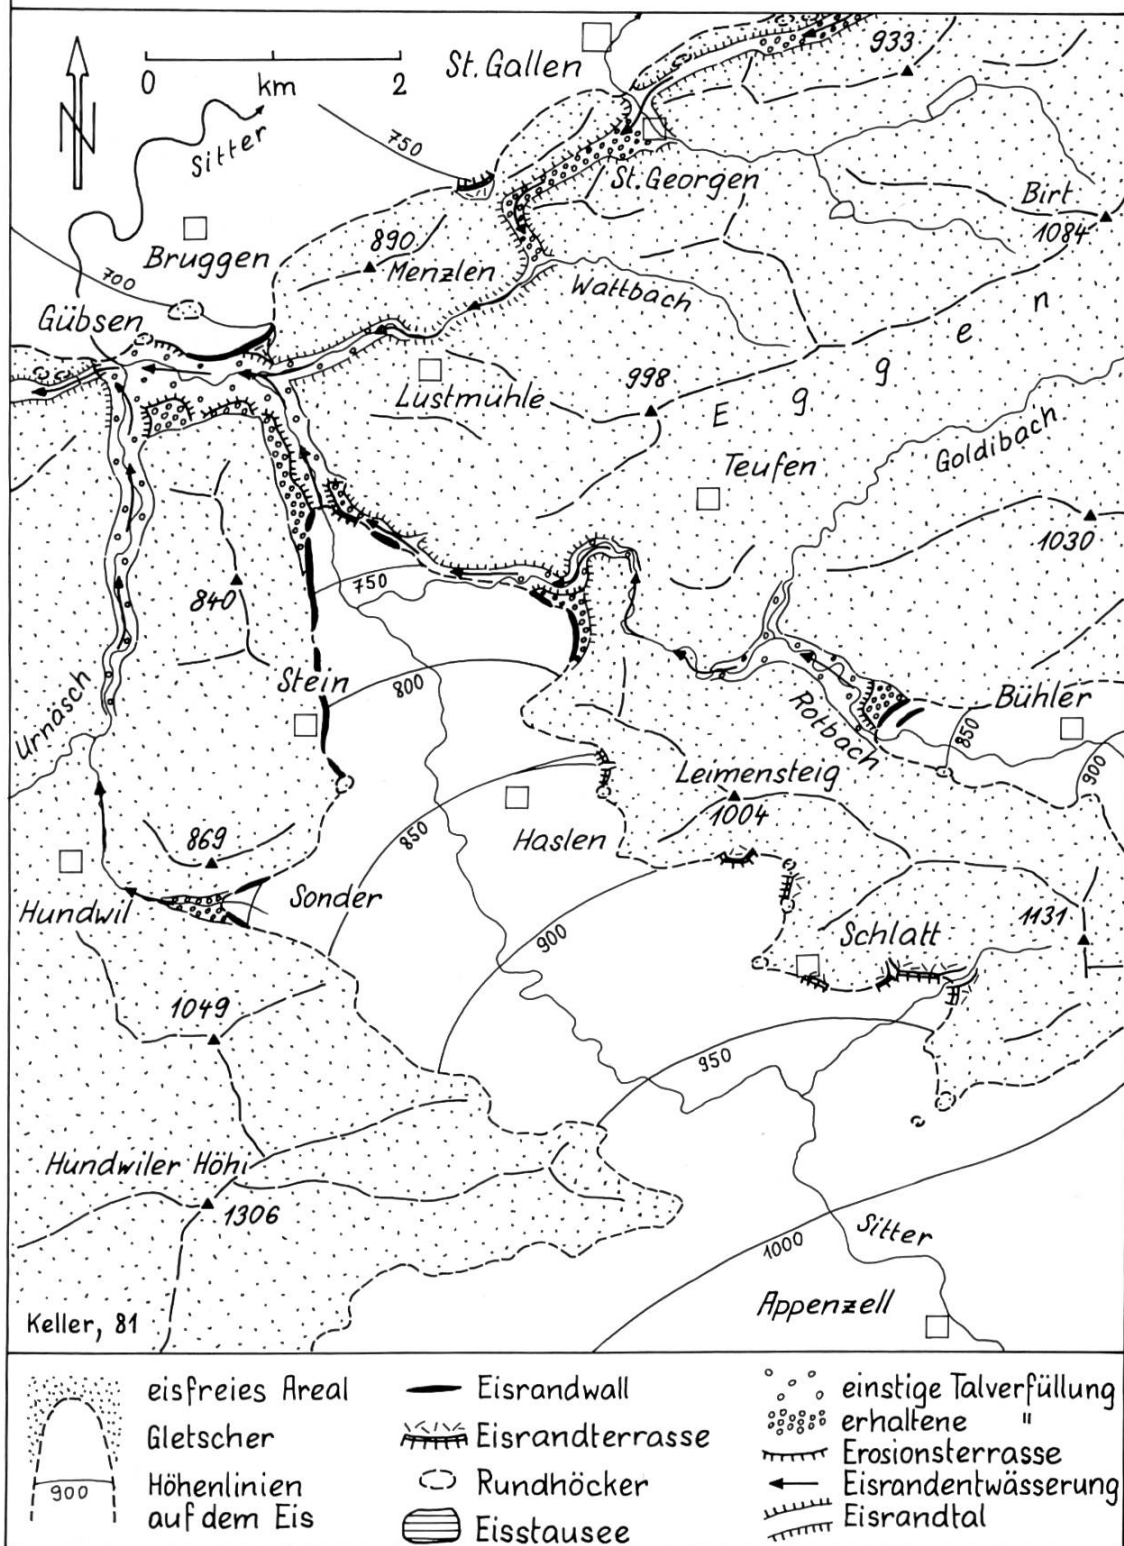 933
0 km 2
St. Gallen
N
Sitter
750
St. Georgen
Birt
1084
Bruggen
890
Menzlen
700
Wattbach
n
Gübsen
e
g
998
Lustmühle
E g
Goldibach
Teufen
1030
750
840
Stein
800
Urnäsch
Bühler
Rotbach
850
900
Leimensteig
1004
850
Haslen
869
Sonder
Hundwil
1131
Schlatt
900
1049
950
Hundwiler Höhi
1306
Sitter
1000
Appenzell
Keller, 81
eisfreies Areal
Gletscher
Höhenlinien
auf dem Eis
900
Eisrandwall
Eisrandterrasse
Rundhöcker
Eisstausee
einstige Talverfüllung
erhaltene "
Erosionsterrasse
Eisrandentwässerung
Eisrandtal